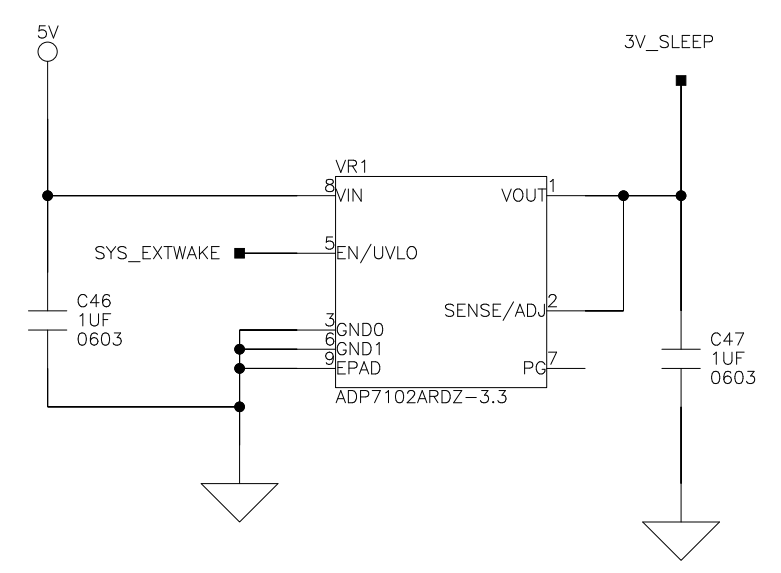 5V
3V_SLEEP
VR1
8 VIN VOUT 1
SYS_EXTWAKE 5 EN/UVLO
C46
1UF
0603
SENSE/ADJ 2
3 GND0
6 GND1
9 EPAD PG 7
ADP7102ARDZ-3.3
C47
1UF
0603